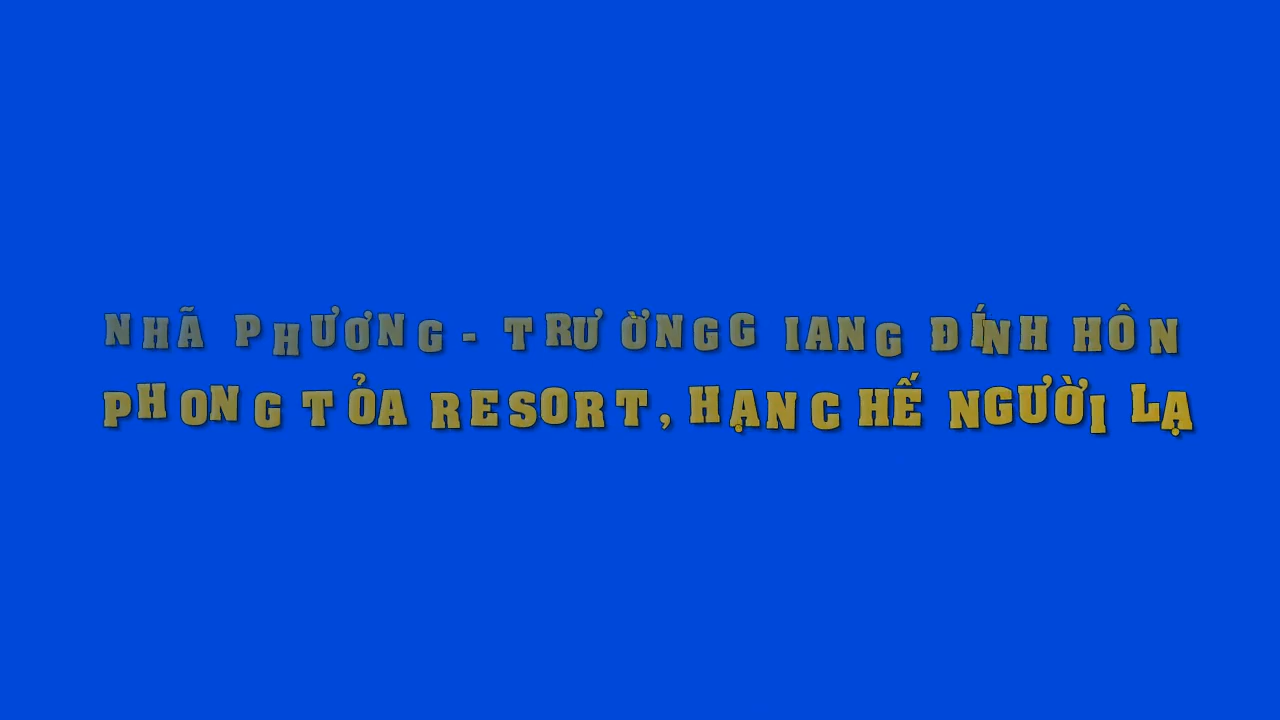 NHÃ PHƯƠNG - TRƯỜNG GIANG ĐÍNH HÔN
PHONG TỎA RESORT, HẠN CHẾ NGƯỜI LẠ